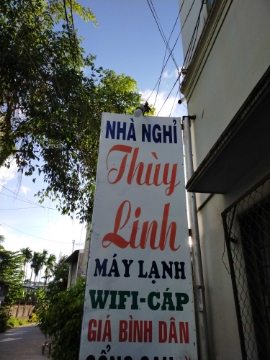 NHÀ NGHỈ
Thùy
Linh
MÁY LẠNH
WIFI-CÁP
GIÁ BÌNH DÂN